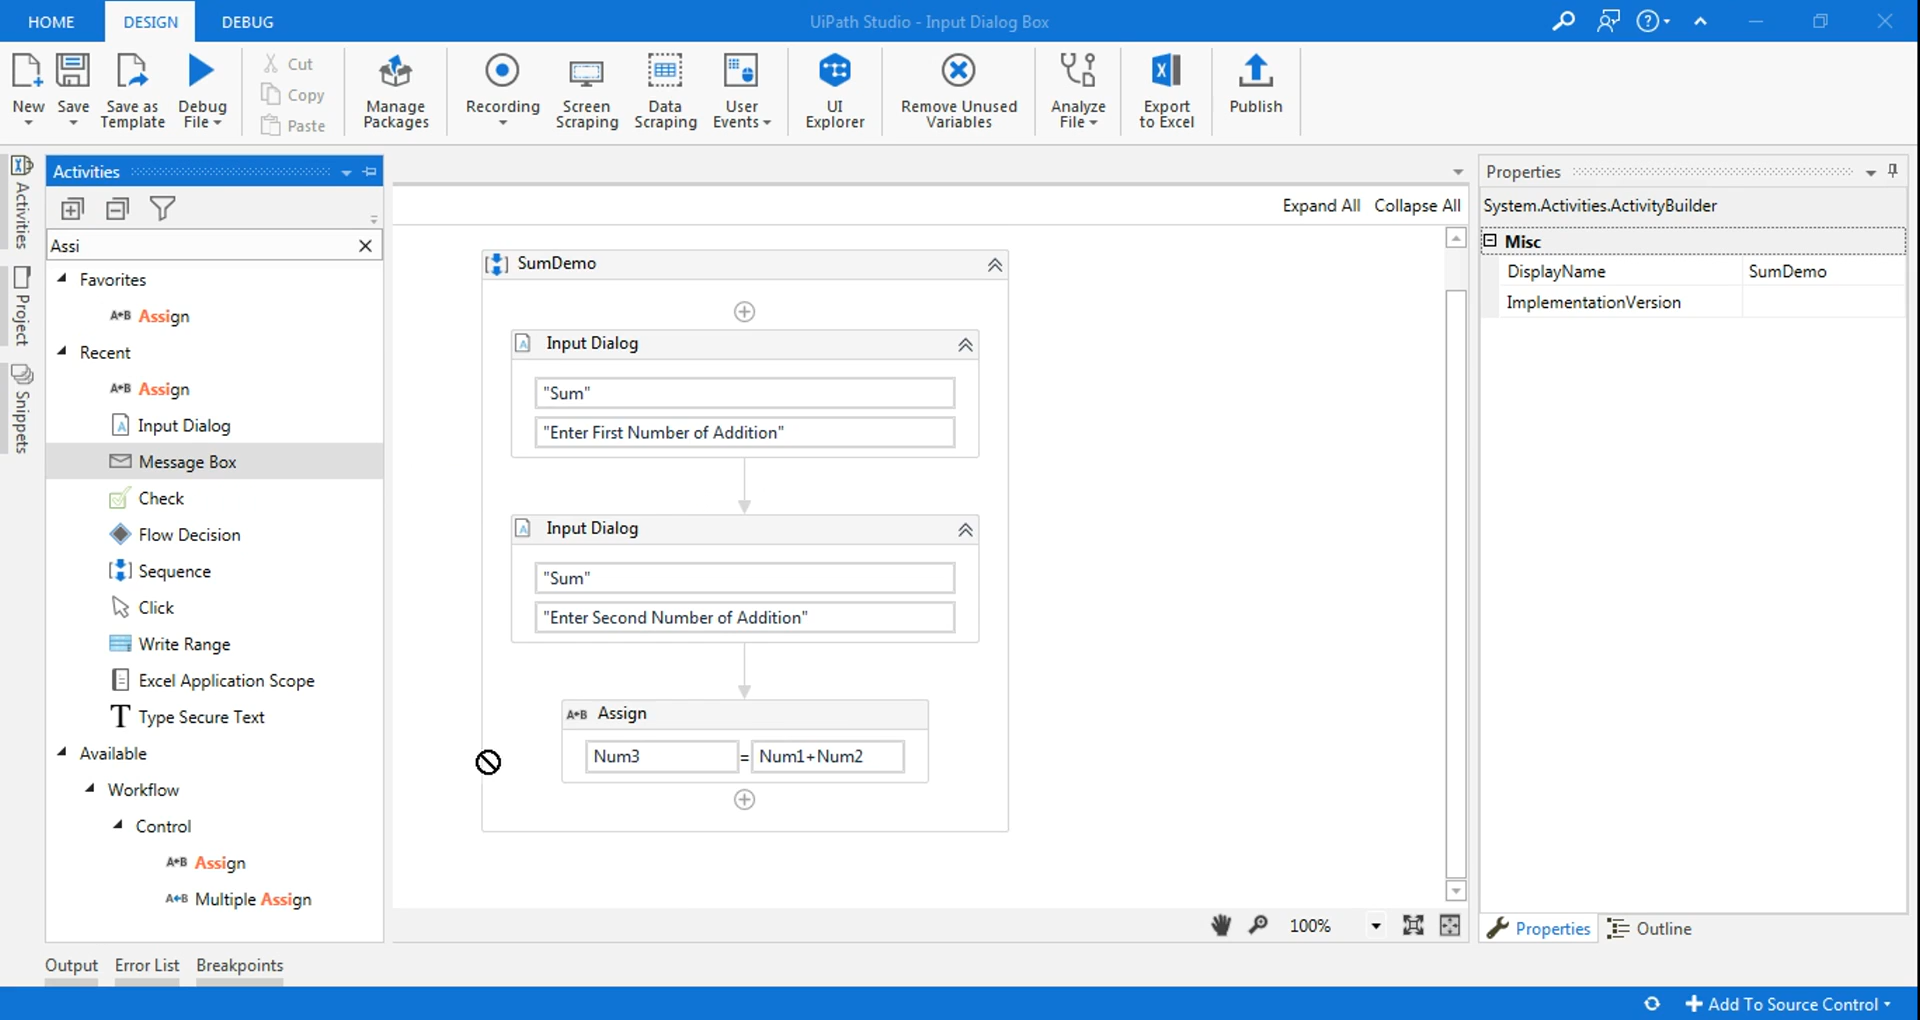 HOME DESIGN DEBUG UiPath Studio - Input Dialog Box
New Save Save as Template Debug File Cut Copy Paste Manage Packages Recording Screen Scraping Data Scraping User Events UI Explorer Remove Unused Variables Analyze File Export to Excel Publish
Activities
Project
Snippets
Activities
Assi
Favorites
A+B Assign
Recent
A+B Assign
Input Dialog
Message Box
Check
Flow Decision
Sequence
Click
Write Range
Excel Application Scope
Type Secure Text
Available
Workflow
Control
A+B Assign
A+B Multiple Assign
Expand All Collapse All
SumDemo
Input Dialog
"Sum"
"Enter First Number of Addition"
Input Dialog
"Sum"
"Enter Second Number of Addition"
A+B Assign
Num3 = Num1+Num2
100%
Properties
System.Activities.ActivityBuilder
Misc
DisplayName SumDemo
ImplementationVersion
Properties Outline
Output Error List Breakpoints
Add To Source Control